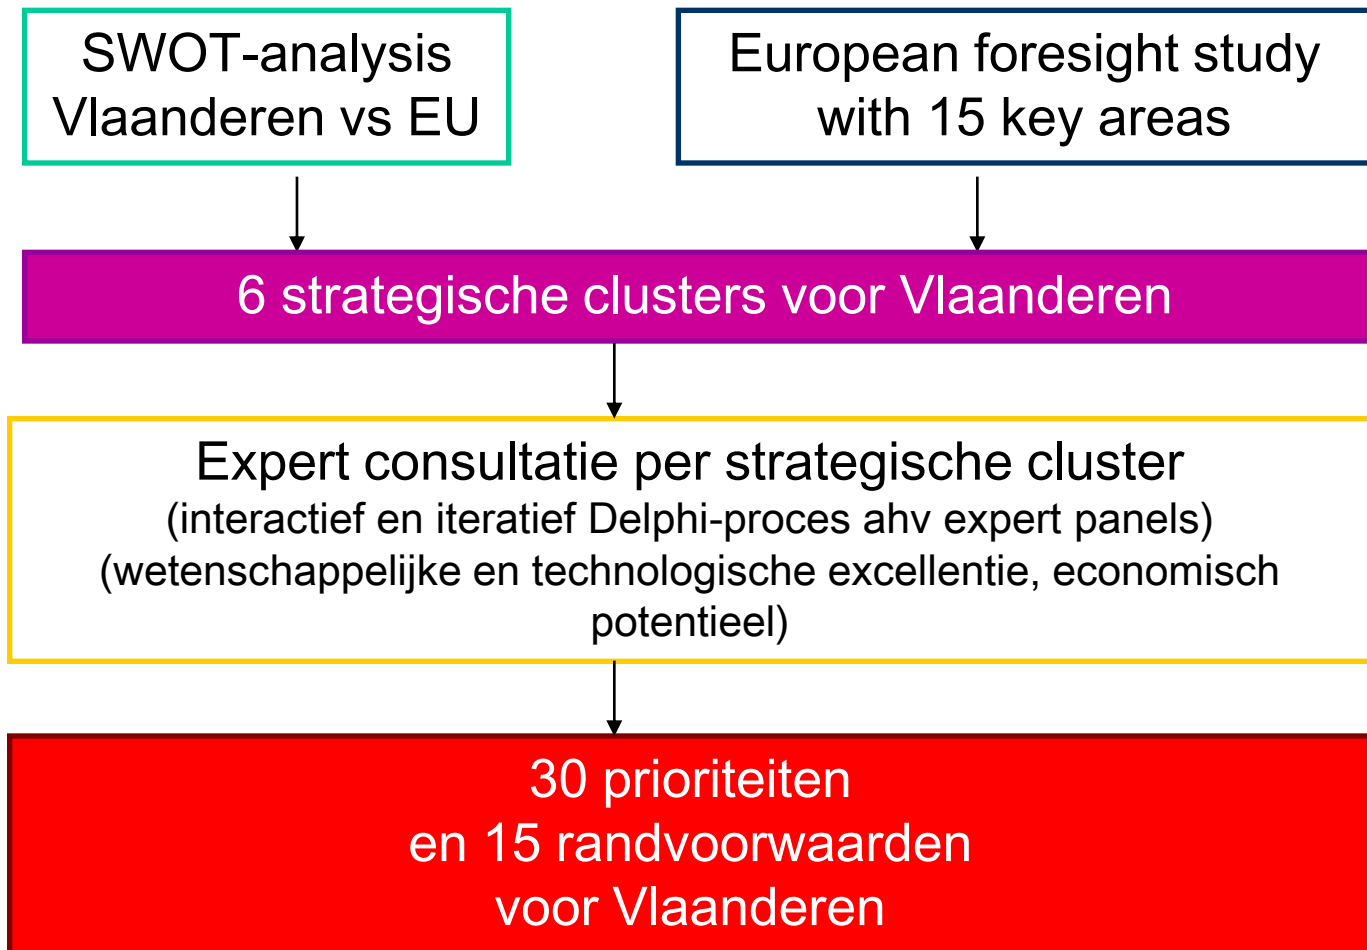 SWOT-analysis
Vlaanderen vs EU
European foresight study
with 15 key areas
6 strategische clusters voor Vlaanderen
Expert consultatie per strategische cluster
(interactief en iteratief Delphi-proces ahv expert panels)
(wetenschappelijke en technologische excellentie, economisch
potentieel)
30 prioriteiten
en 15 randvoorwaarden
voor Vlaanderen